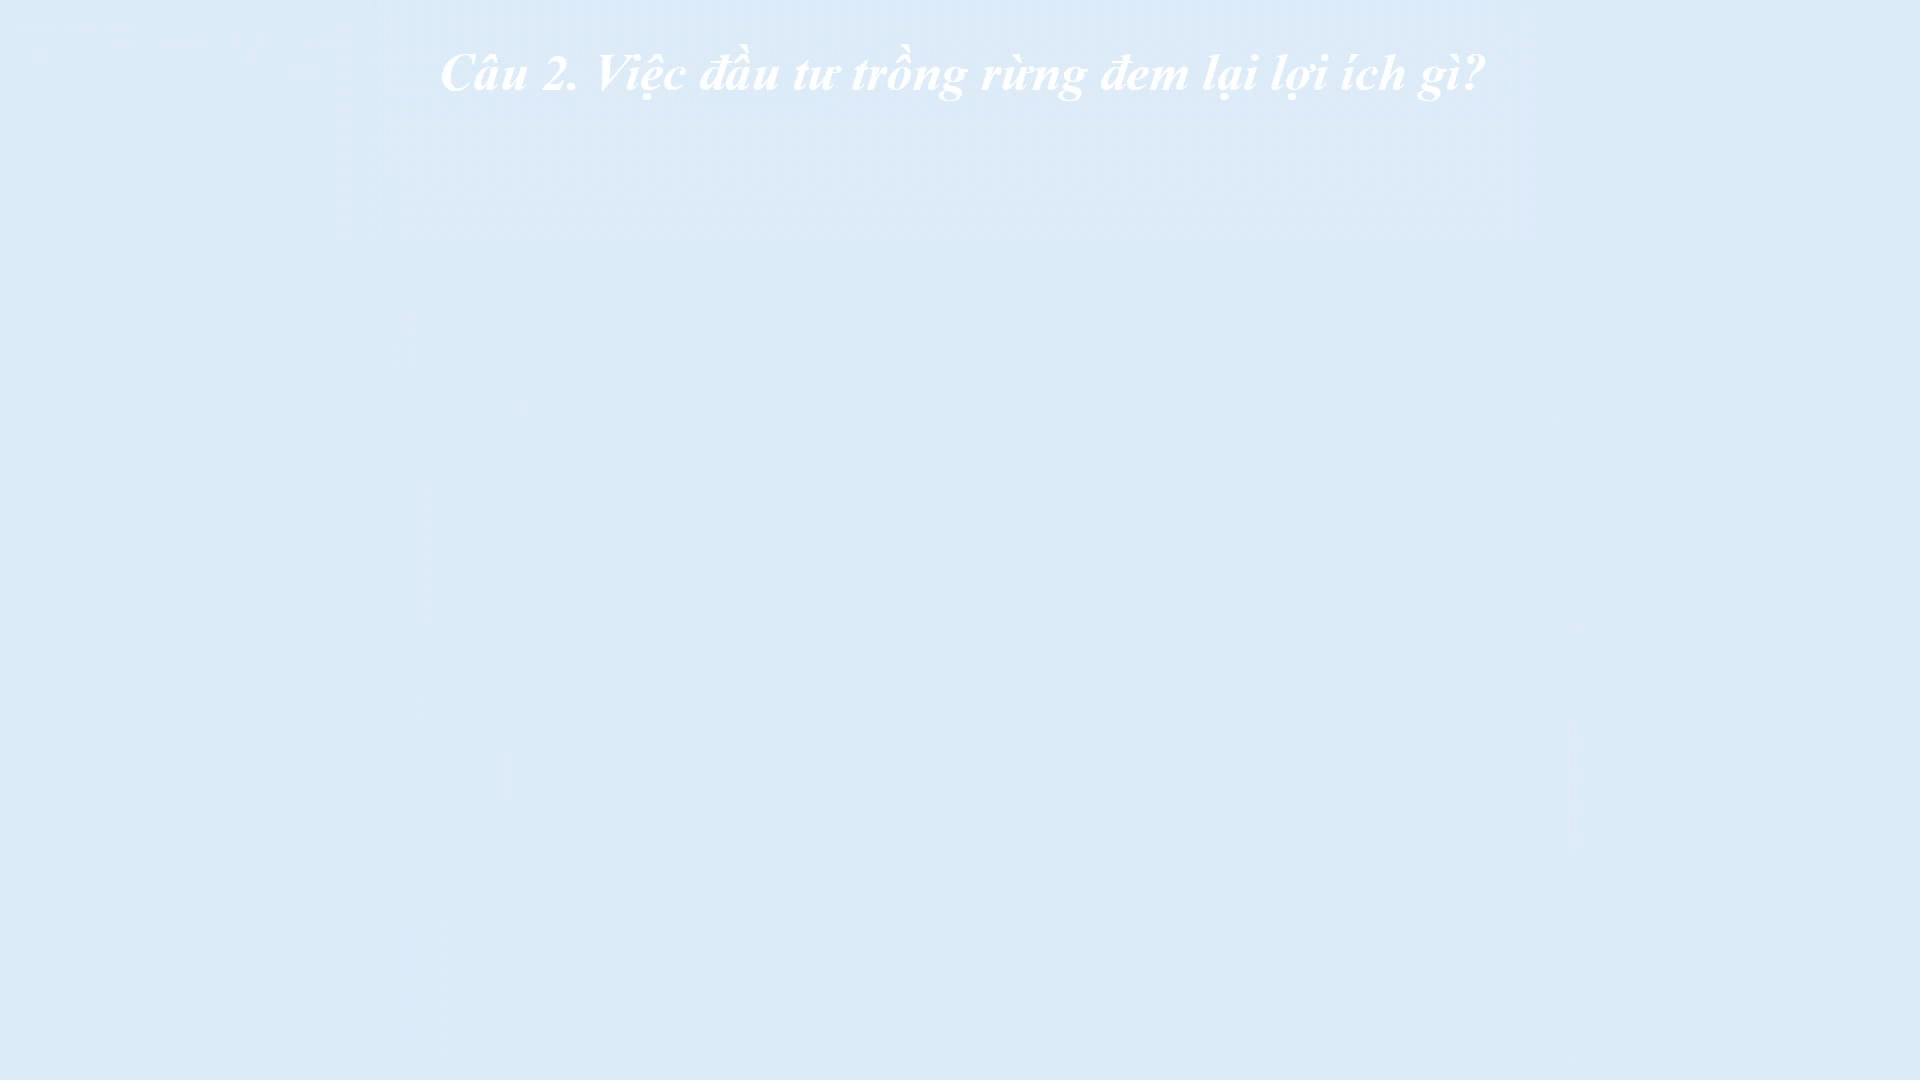 Câu 2. Việc đầu tư trồng rừng đem lại lợi ích gì?